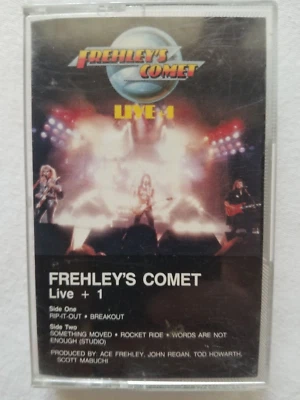 FREHLEY'S
COMET
LIVE+1
FREHLEY'S COMET
Live + 1
Side One
RIP-IT-OUT • BREAKOUT
Side Two
SOMETHING MOVED • ROCKET RIDE • WORDS ARE NOT
ENOUGH (STUDIO)
PRODUCED BY: ACE FREHLEY, JOHN REGAN, TOD HOWARTH,
SCOTT MABUCHI